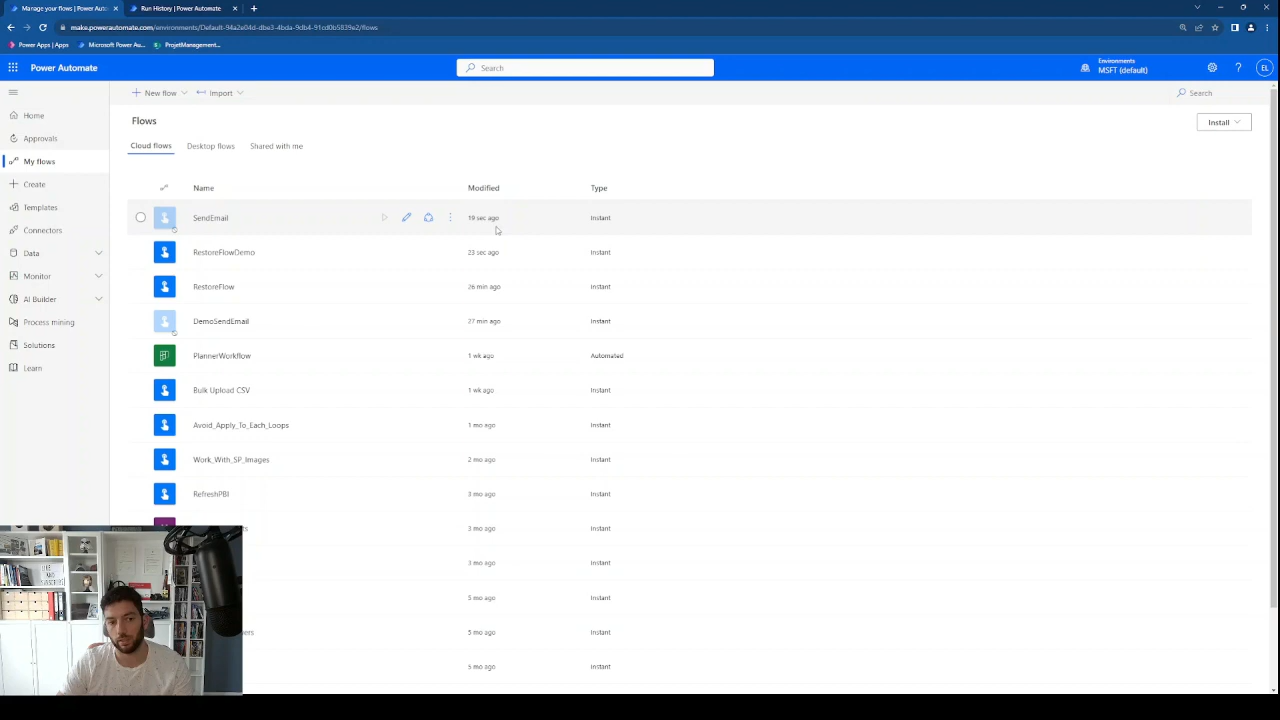 Manage your flows | Power Auto
Run History | Power Automate
make.powerautomate.com/environments/Default-94a2e04d-dbe3-4bda-9db4-91cd0b5839e2/flows
Power Apps | Apps
Microsoft Power Au...
ProjetManagement...
Power Automate
Search
Environments
MSFT (default)
EL
New flow
Import
Search
Home
Approvals
My flows
Create
Templates
Connectors
Data
Monitor
AI Builder
Process mining
Solutions
Learn
Flows
Install
Cloud flows
Desktop flows
Shared with me
Name Modified Type
SendEmail 19 sec ago Instant
RestoreFlowDemo 23 sec ago Instant
RestoreFlow 26 min ago Instant
DemoSendEmail 27 min ago Instant
PlannerWorkflow 1 wk ago Automated
Bulk Upload CSV 1 wk ago Instant
Avoid_Apply_To_Each_Loops 1 mo ago Instant
Work_With_SP_Images 2 mo ago Instant
RefreshPBI 3 mo ago Instant
ts 3 mo ago Instant
3 mo ago Instant
5 mo ago Instant
ers 5 mo ago Instant
5 mo ago Instant